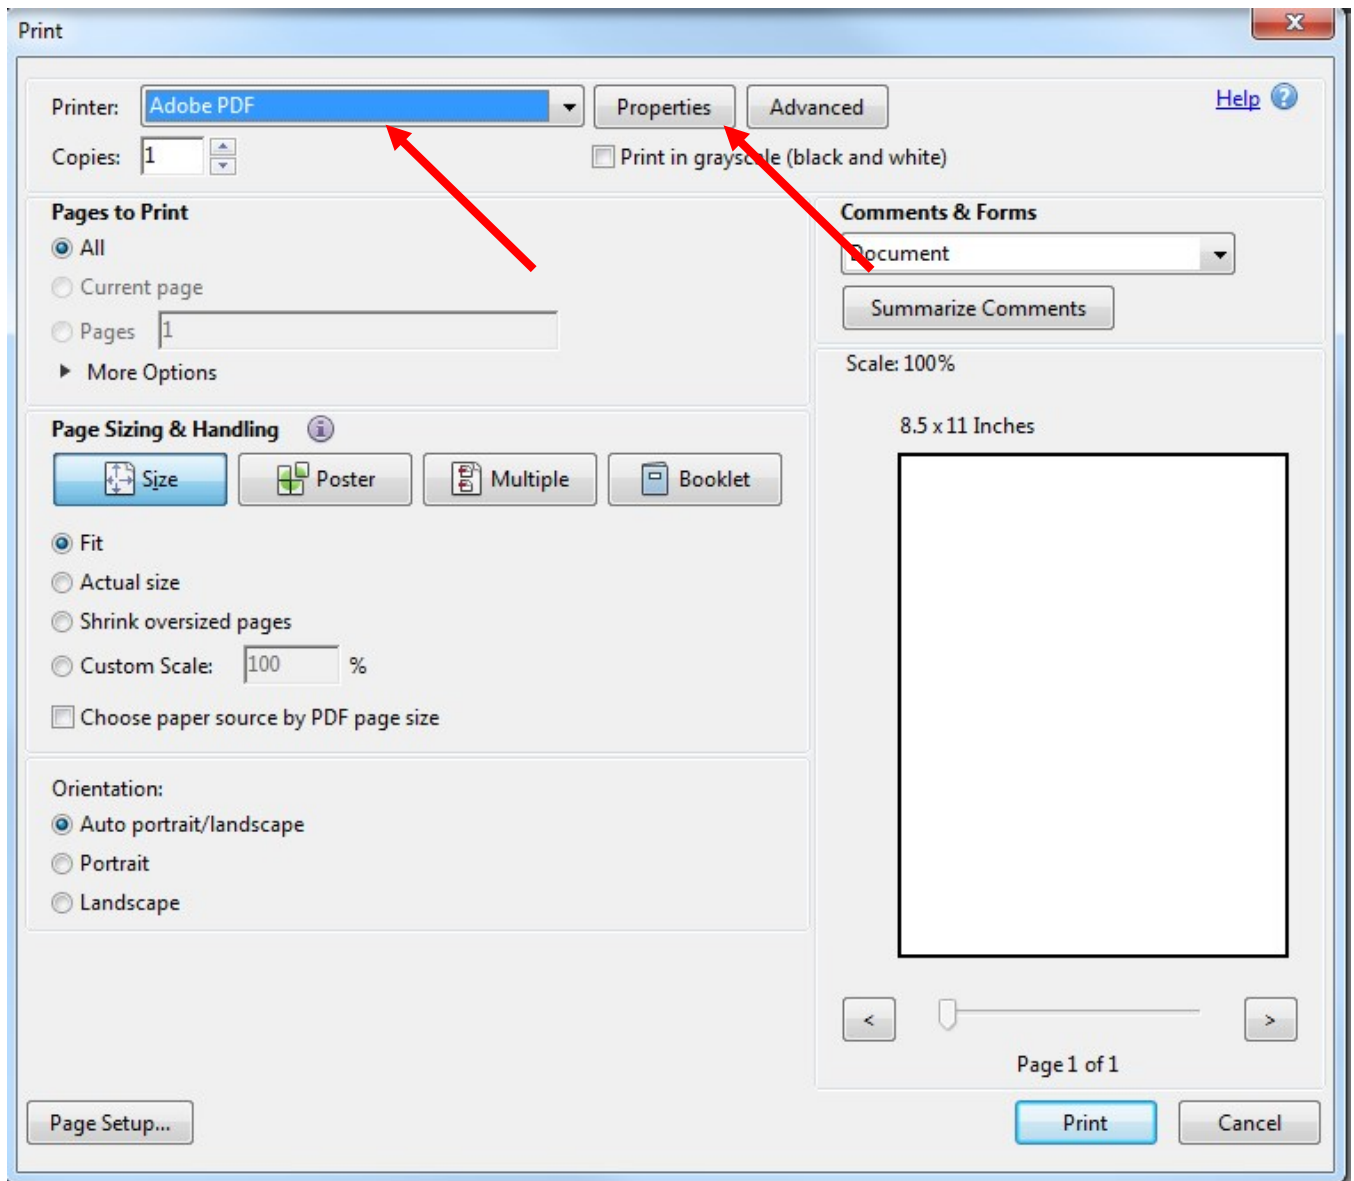 Print
x
Printer: Adobe PDF Properties Advanced Help ?
Copies: 1 Print in grayscale (black and white)
Pages to Print
All
Current page
Pages 1
More Options
Comments & Forms
Document
Summarize Comments
Page Sizing & Handling i
Size Poster Multiple Booklet
Fit
Actual size
Shrink oversized pages
Custom Scale: 100 %
Choose paper source by PDF page size
Orientation:
Auto portrait/landscape
Portrait
Landscape
Scale: 100%
8.5 x 11 Inches
< >
Page 1 of 1
Page Setup... Print Cancel